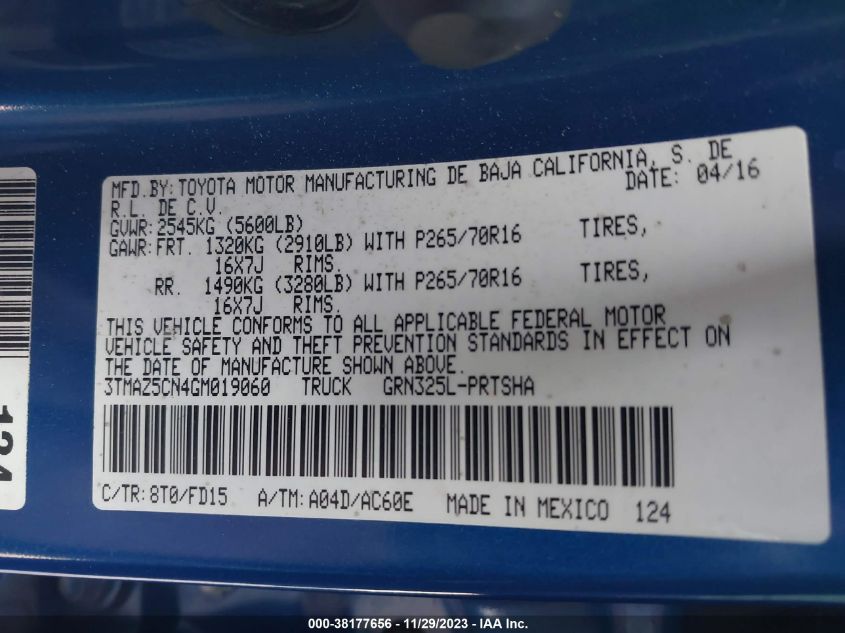 MFD.BY:TOYOTA MOTOR MANUFACTURING DE BAJA CALIFORNIA, S. DE
R.L. DE C.V. DATE: 04/16
GVWR:2545KG (5600LB)
GAWR:FRT. 1320KG (2910LB) WITH P265/70R16 TIRES,
16X7J RIMS.
RR. 1490KG (3280LB) WITH P265/70R16 TIRES,
16X7J RIMS.
THIS VEHICLE CONFORMS TO ALL APPLICABLE FEDERAL MOTOR
VEHICLE SAFETY AND THEFT PREVENTION STANDARDS IN EFFECT ON
THE DATE OF MANUFACTURE SHOWN ABOVE.
3TMAZ5CN4GM019060 TRUCK GRN325L-PRTSHA
C/TR:8T0/FD15 A/TM:A04D/AC60E MADE IN MEXICO 124
000-38177656 - 11/29/2023 - IAA Holdings, LLC.